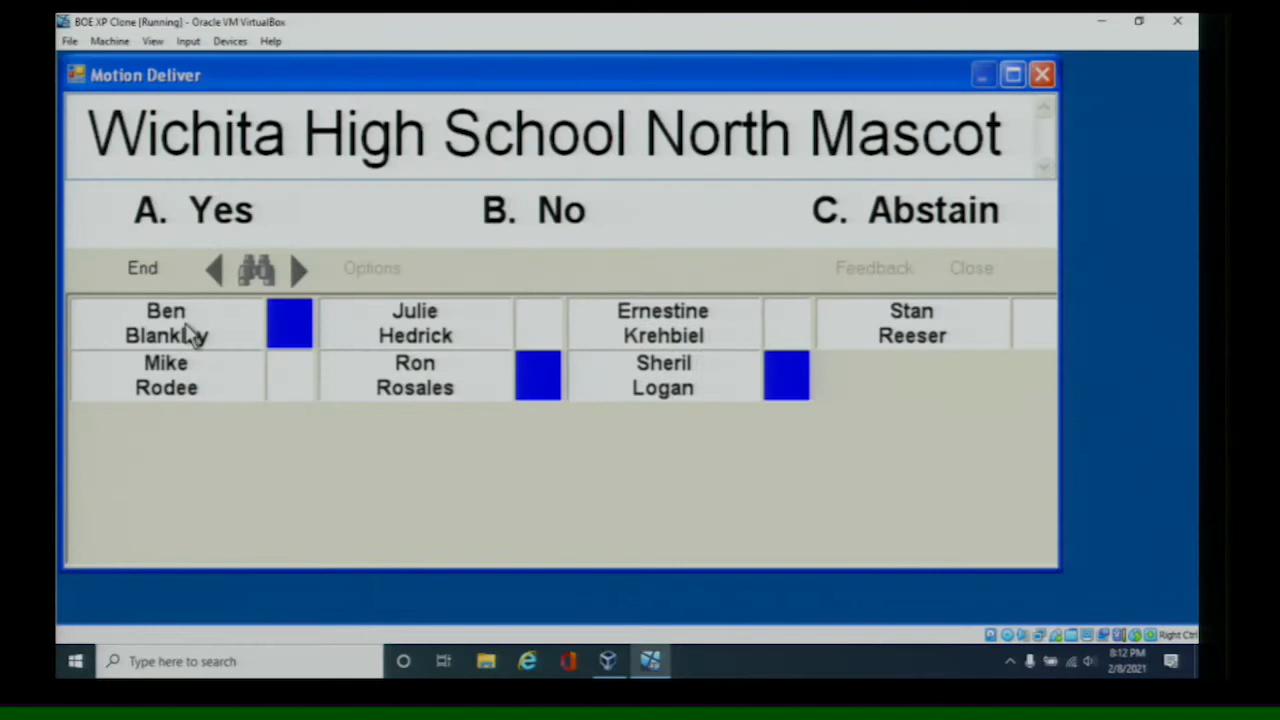 BOE XP Clone [Running] - Oracle VM VirtualBox
File Machine View Input Devices Help
Motion Deliver
Wichita High School North Mascot
A. Yes B. No C. Abstain
End Options Feedback Close
Ben Julie Ernestine Stan
Hedrick Krehbiel Reeser
Mike Ron Sheril
Rodee Rosales Logan
Right Ctrl
Type here to search
8:12 PM
2/8/2021